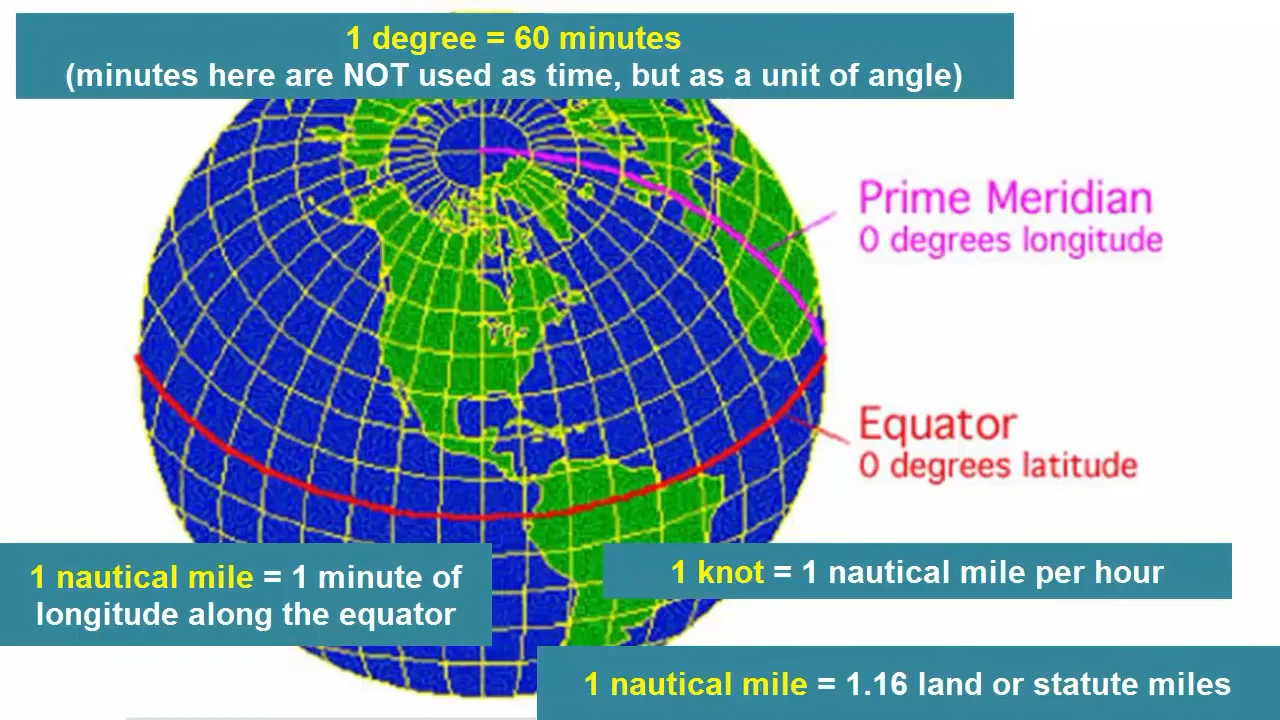 1 degree = 60 minutes
(minutes here are NOT used as time, but as a unit of angle)
Prime Meridian
0 degrees longitude
Equator
0 degrees latitude
1 nautical mile = 1 minute of
longitude along the equator
1 knot = 1 nautical mile per hour
1 nautical mile = 1.16 land or statute miles